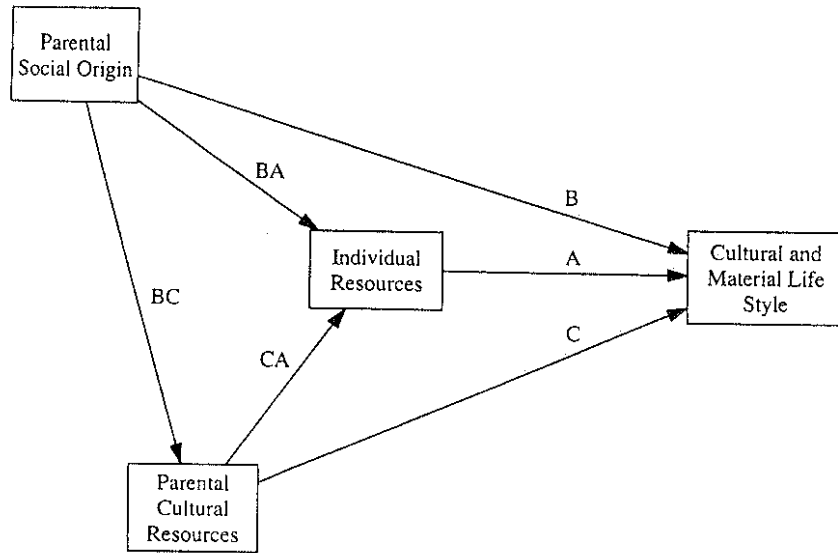 Parental
Social Origin
BA
B
Individual
Resources
A
Cultural and
Material Life
Style
BC
CA
C
Parental
Cultural
Resources